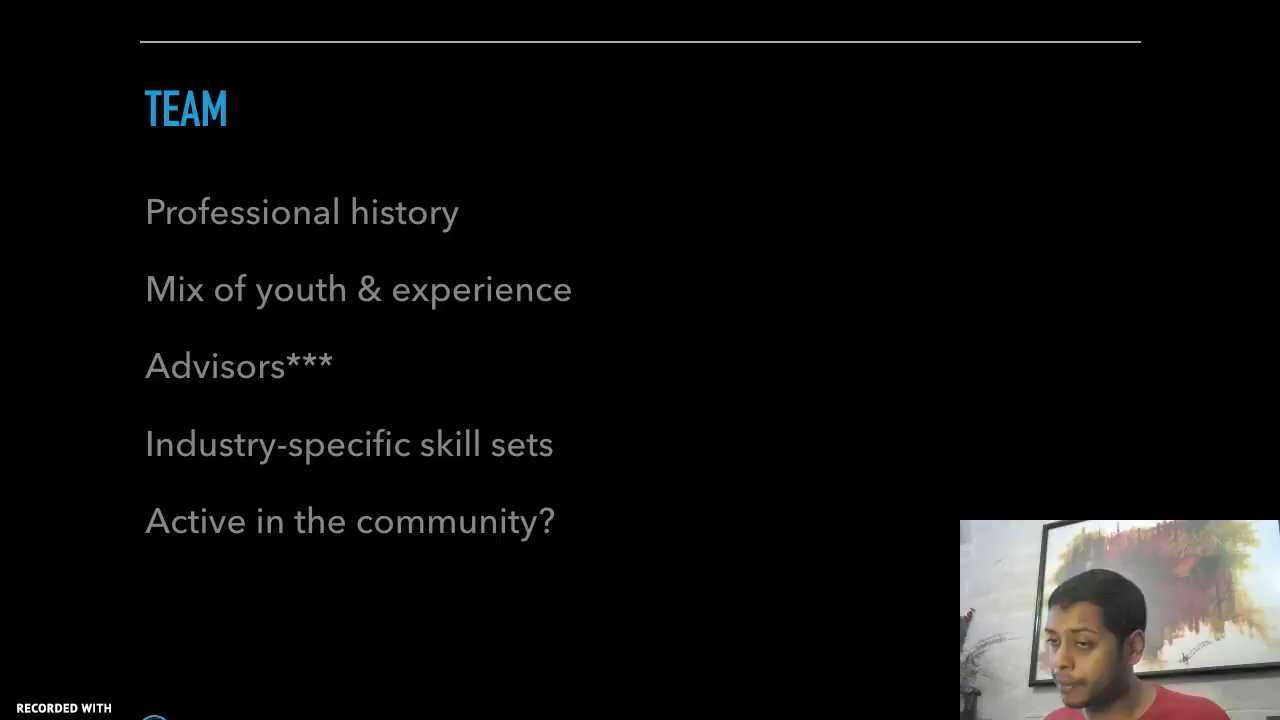 TEAM
Professional history
Mix of youth & experience
Advisors***
Industry-specific skill sets
Active in the community?
RECORDED WITH